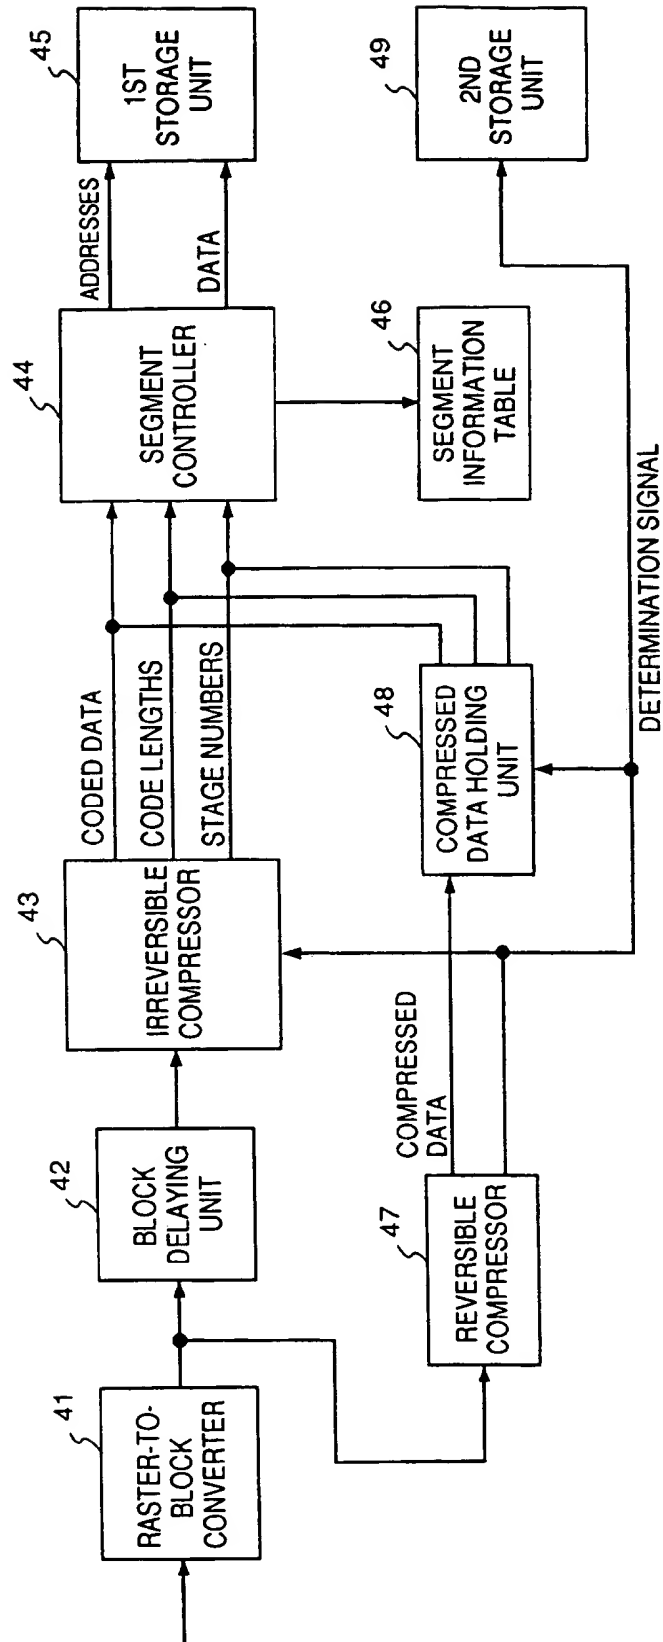 41
RASTER-TO-
BLOCK
CONVERTER
42
BLOCK
DELAYING
UNIT
43
IRREVERSIBLE
COMPRESSOR
CODED DATA
CODE LENGTHS
STAGE NUMBERS
44
SEGMENT
CONTROLLER
ADDRESSES
DATA
45
1ST
STORAGE
UNIT
46
SEGMENT
INFORMATION
TABLE
47
REVERSIBLE
COMPRESSOR
COMPRESSED
DATA
48
COMPRESSED
DATA HOLDING
UNIT
49
2ND
STORAGE
UNIT
DETERMINATION SIGNAL